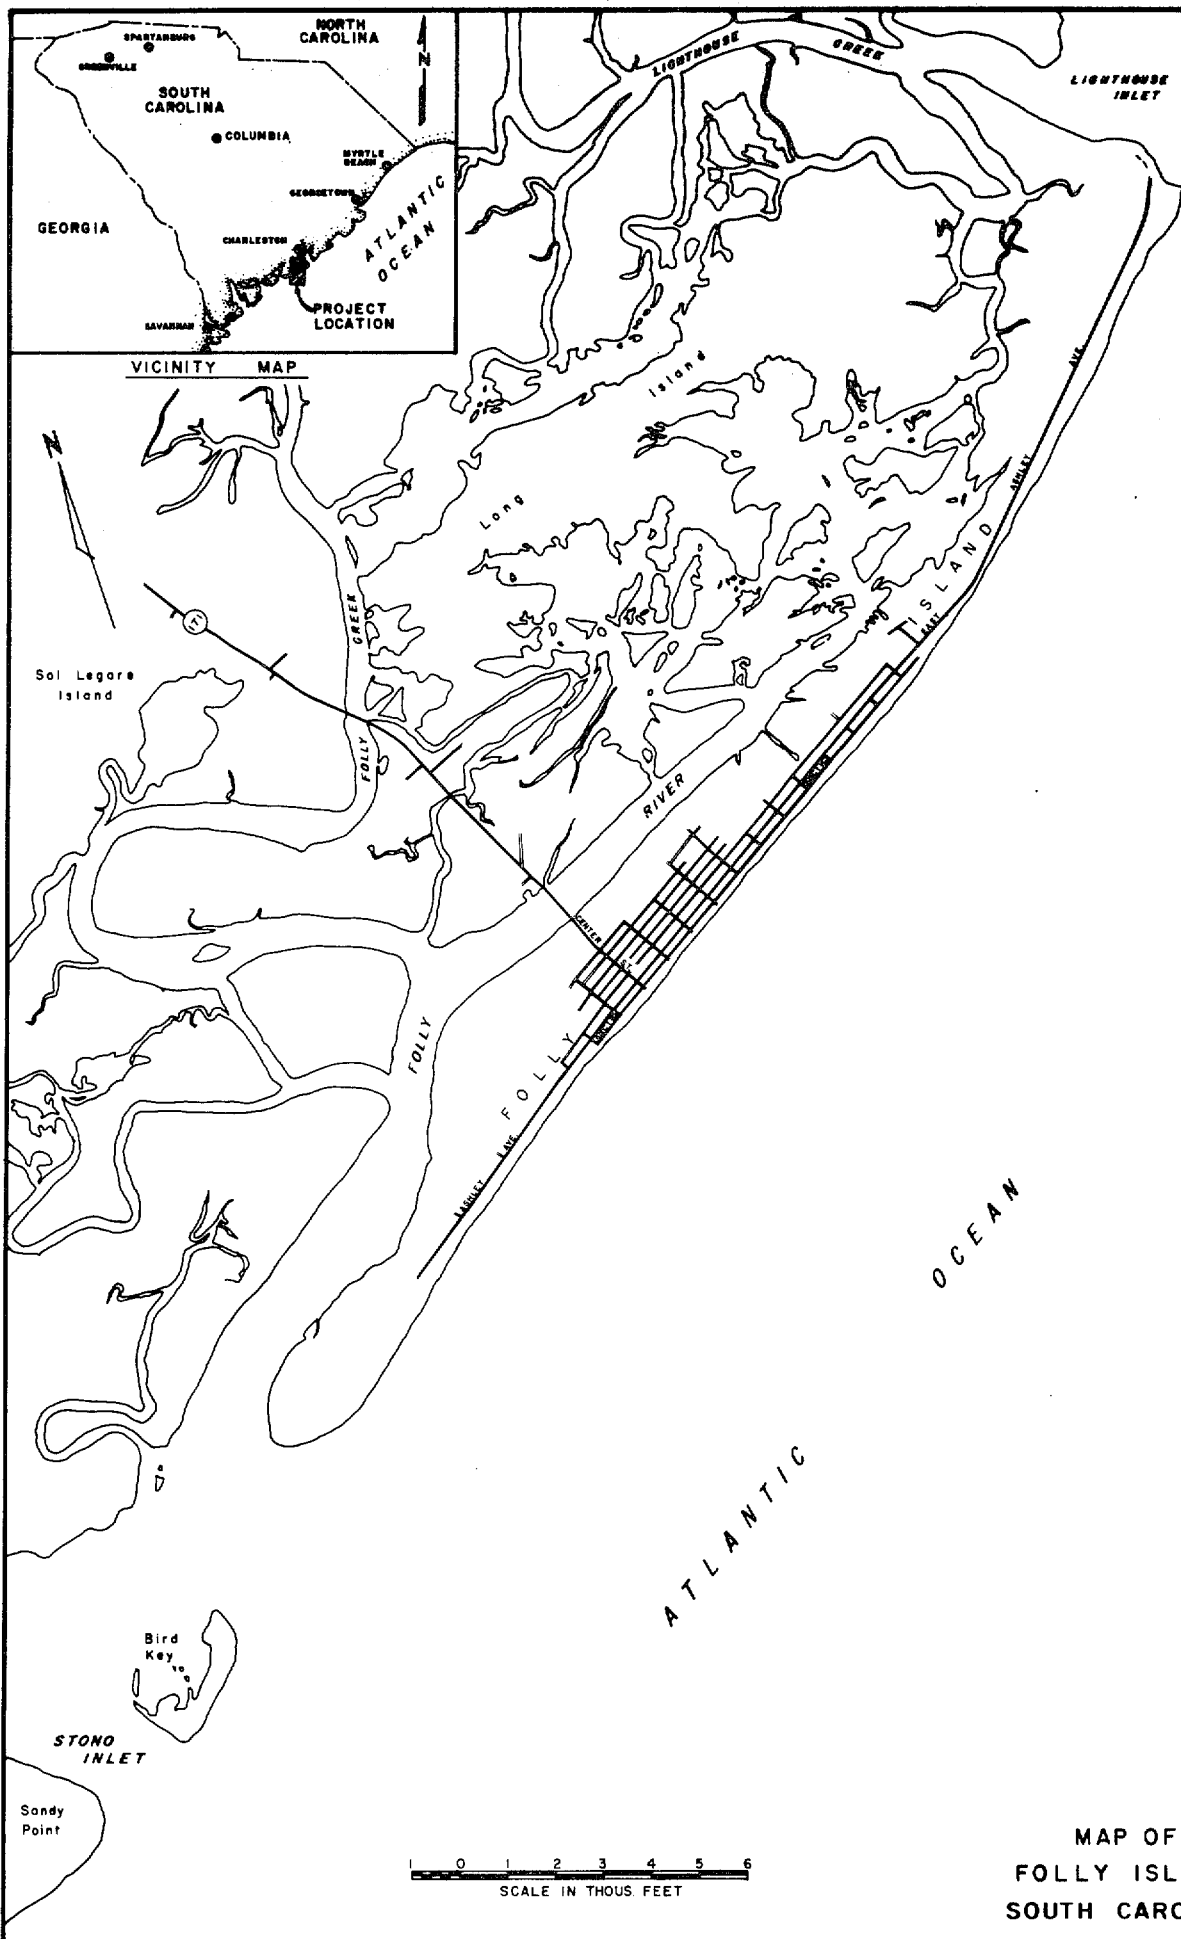 NORTH
CAROLINA
SPARTANBURG
GREENVILLE
N
SOUTH
CAROLINA
COLUMBIA
MYRTLE
BEACH
GEORGETOWN
GEORGIA
CHARLESTON
ATLANTIC
OCEAN
PROJECT
LOCATION
SAVANNAH
VICINITY MAP
LIGHTHOUSE CREEK
LIGHTHOUSE
INLET
N
Long Island
ASHLEY AVE.
EAST
171
Sol Legare
Island
FOLLY CREEK
FOLLY RIVER
CENTER ST.
FOLLY ISLAND
ASHLEY AVE.
ATLANTIC OCEAN
Bird
Key
STONO
INLET
Sandy
Point
1 0 1 2 3 4 5 6
SCALE IN THOUS. FEET
MAP OF
FOLLY ISL
SOUTH CARO